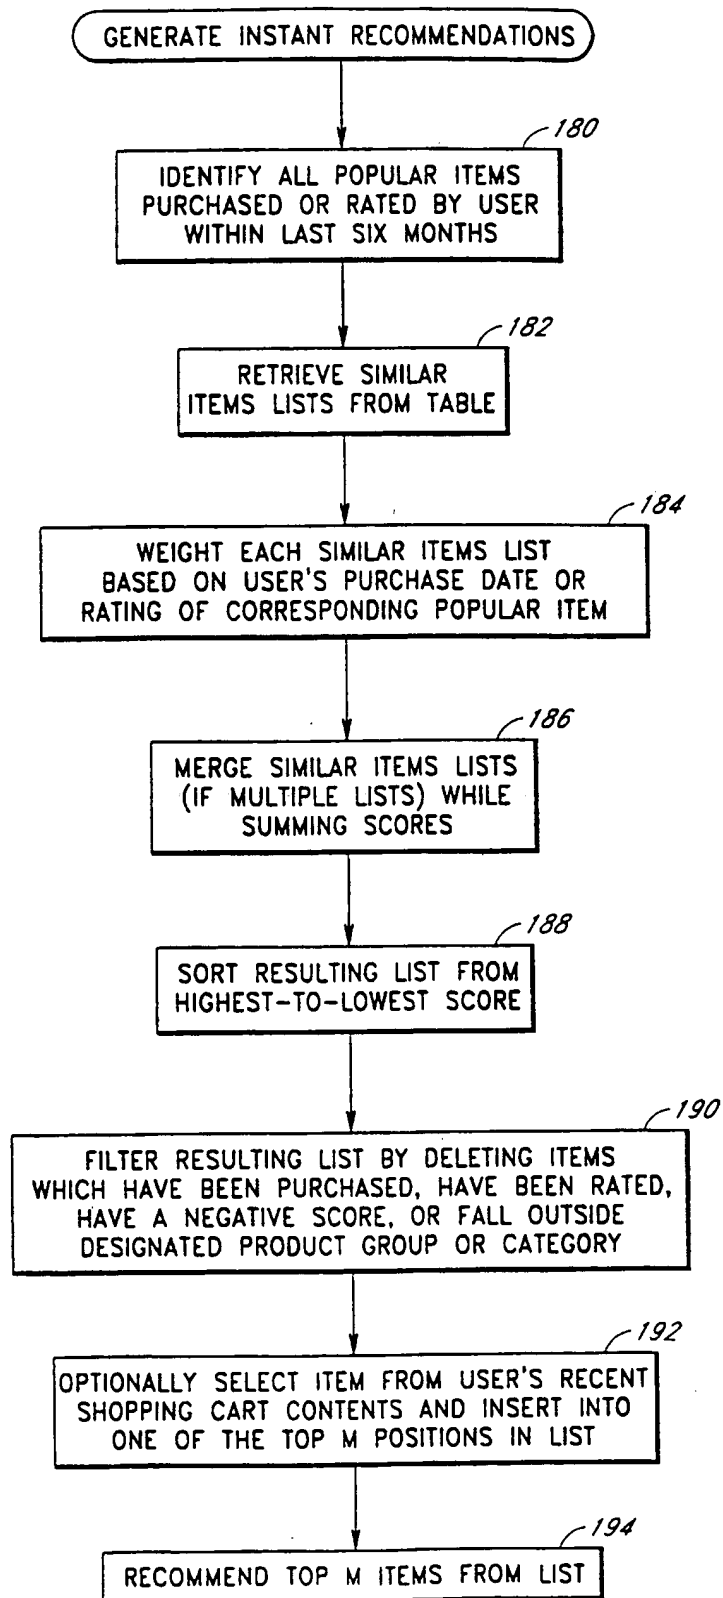 GENERATE INSTANT RECOMMENDATIONS
180
IDENTIFY ALL POPULAR ITEMS
PURCHASED OR RATED BY USER
WITHIN LAST SIX MONTHS
182
RETRIEVE SIMILAR
ITEMS LISTS FROM TABLE
184
WEIGHT EACH SIMILAR ITEMS LIST
BASED ON USER'S PURCHASE DATE OR
RATING OF CORRESPONDING POPULAR ITEM
186
MERGE SIMILAR ITEMS LISTS
(IF MULTIPLE LISTS) WHILE
SUMMING SCORES
188
SORT RESULTING LIST FROM
HIGHEST-TO-LOWEST SCORE
190
FILTER RESULTING LIST BY DELETING ITEMS
WHICH HAVE BEEN PURCHASED, HAVE BEEN RATED,
HAVE A NEGATIVE SCORE, OR FALL OUTSIDE
DESIGNATED PRODUCT GROUP OR CATEGORY
192
OPTIONALLY SELECT ITEM FROM USER'S RECENT
SHOPPING CART CONTENTS AND INSERT INTO
ONE OF THE TOP M POSITIONS IN LIST
194
RECOMMEND TOP M ITEMS FROM LIST